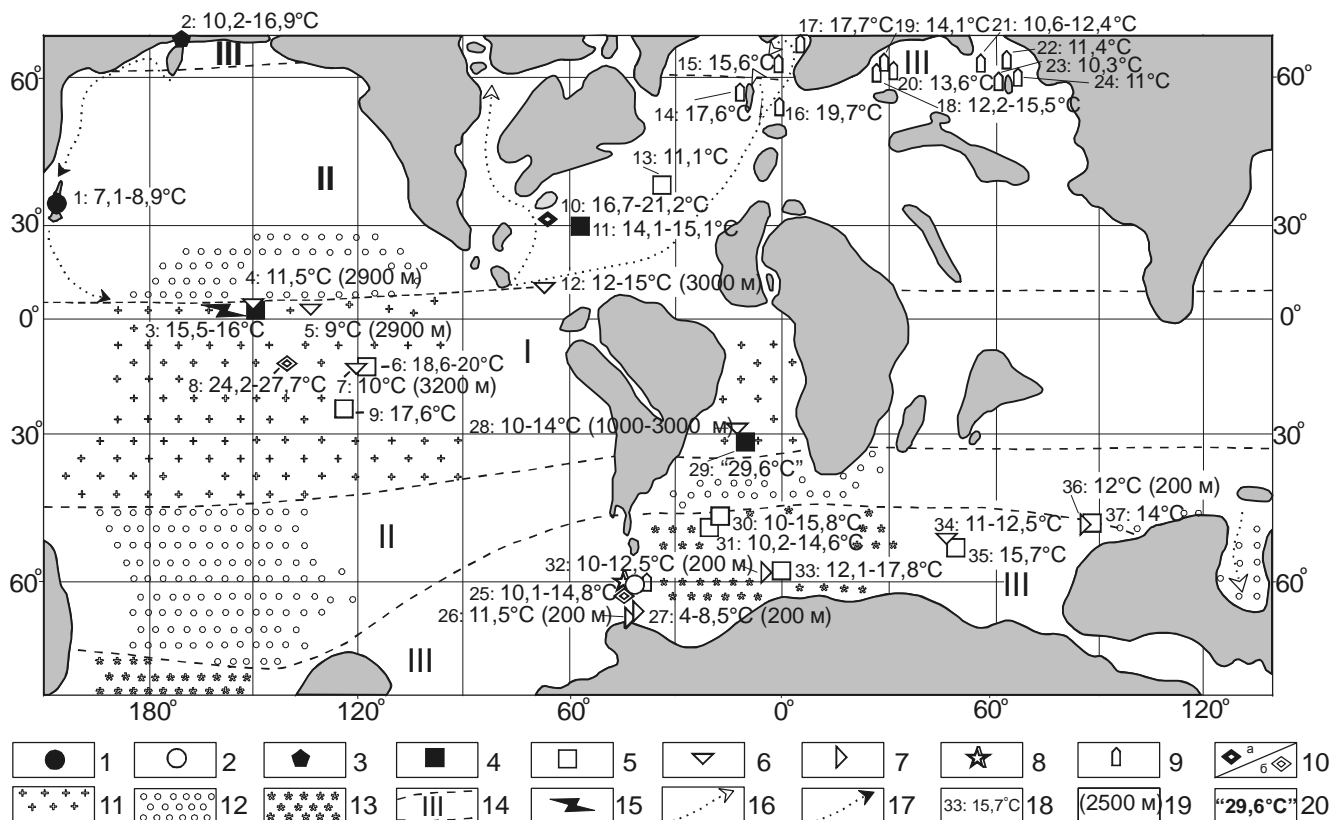 2: 10,2-16,9°C
17: 17,7°C 19: 14,1°C 21: 10,6-12,4°C
III
III
22: 11,4°C
15: 15,6°C
23: 10,3°C
60° 60°
20: 13,6°C
24: 11°C
14: 17,6°C
16: 19,7°C
18: 12,2-15,5°C
13: 11,1°C
II
1: 7,1-8,9°C
10: 16,7-21,2°C
30° 30°
11: 14,1-15,1°C
4: 11,5°C (2900 м)
12: 12-15°C (3000 м)
0° 0°
3: 15,5-16°C
5: 9°C (2900 м)
I
6: 18,6-20°C
8: 24,2-27,7°C
7: 10°C (3200 м)
9: 17,6°C
28: 10-14°C (1000-3000 м)
30° 30°
29: “29,6°C”
36: 12°C (200 м)
37: 14°C
30: 10-15,8°C
34: 11-12,5°C
II
31: 10,2-14,6°C
35: 15,7°C
32: 10-12,5°C (200 м)
33: 12,1-17,8°C
60° III 60°
25: 10,1-14,8°C
26: 11,5°C (200 м)
27: 4-8,5°C (200 м)
III
180° 120° 60° 0° 60° 120°
1 2 3 4 5 6 7 8 9 а б 10
11 12 13 III 14 15 16 17 33: 15,7°C 18 (2500 м) 19 “29,6°C” 20